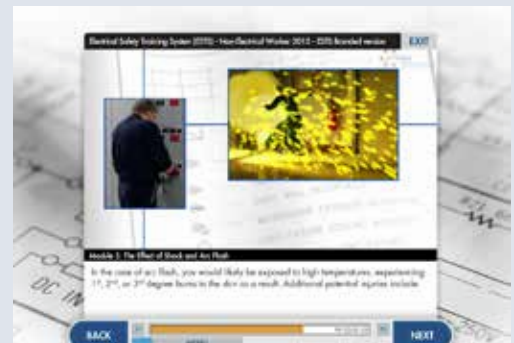 Electrical Safety Training System (ESTS) - Non-Electrical Worker 2012 - ESTS Branded version
EXIT
Module 3: The Effect of Shock and Arc Flash
In the case of arc flash, you would likely be exposed to high temperatures, experiencing
1st, 2nd, or 3rd degree burns to the skin as a result. Additional potential injuries include
DC IN
BACK
NEXT